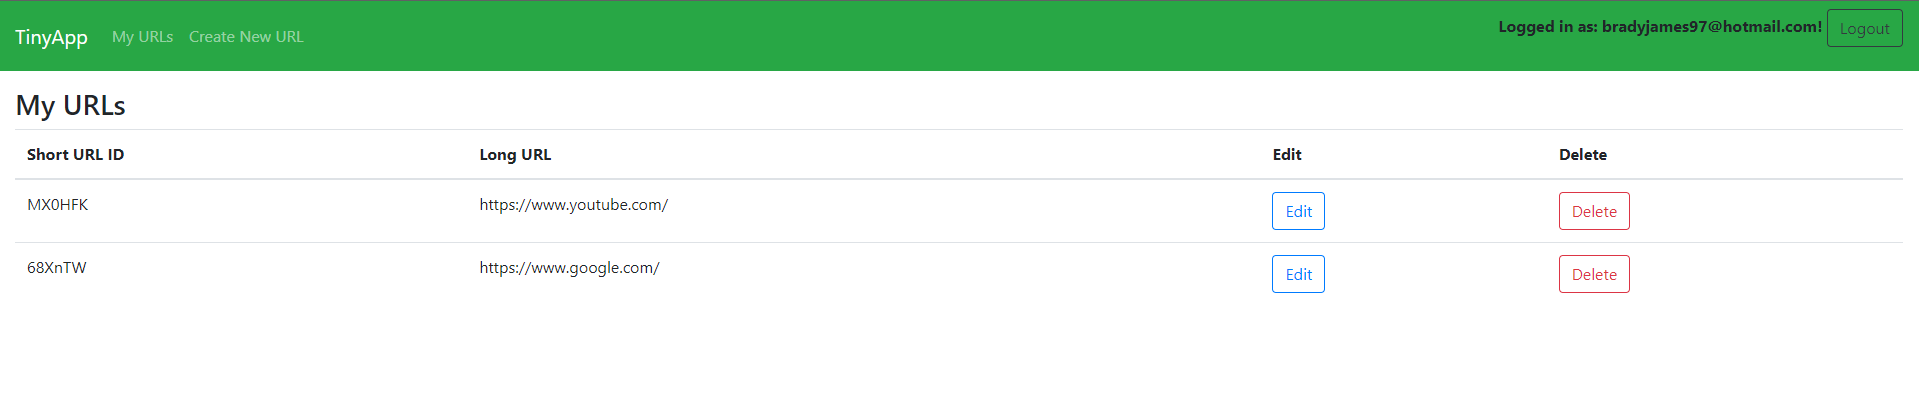 TinyApp My URLs Create New URL Logged in as: bradyjames97@hotmail.com! Logout
My URLs
Short URL ID Long URL Edit Delete
MX0HFK https://www.youtube.com/ Edit Delete
68XnTW https://www.google.com/ Edit Delete